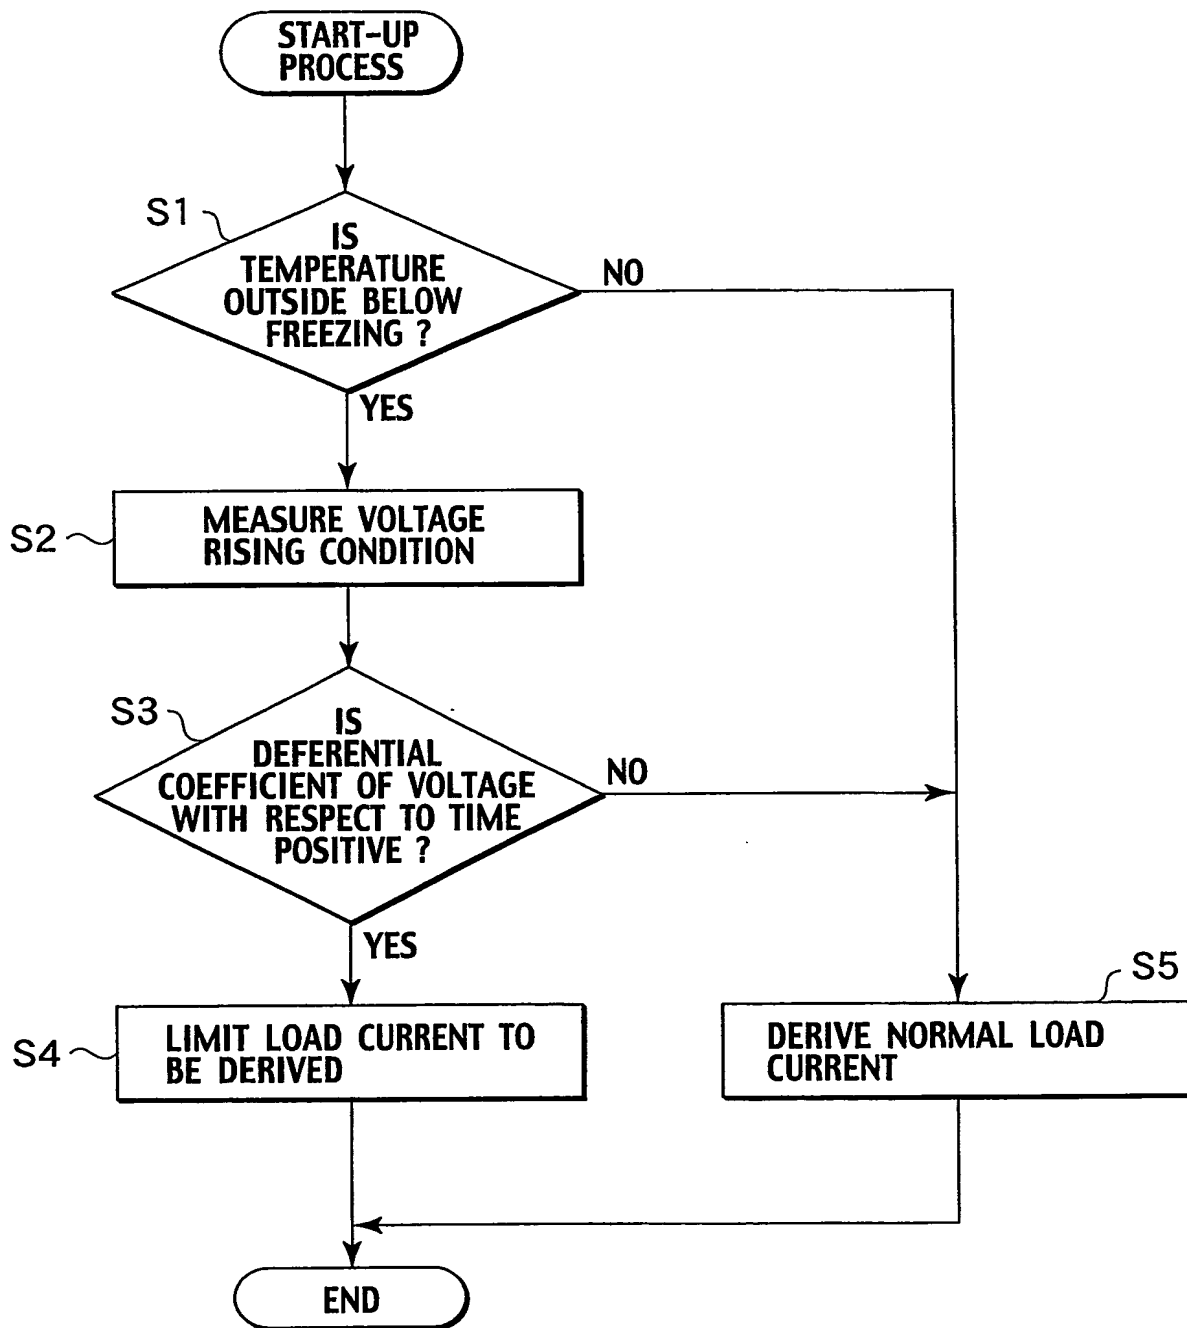 START-UP
PROCESS
S1
IS
TEMPERATURE
OUTSIDE BELOW
FREEZING ?
NO
YES
S2
MEASURE VOLTAGE
RISING CONDITION
S3
IS
DEFERENTIAL
COEFFICIENT OF VOLTAGE
WITH RESPECT TO TIME
POSITIVE ?
NO
YES
S4
LIMIT LOAD CURRENT TO
BE DERIVED
S5
DERIVE NORMAL LOAD
CURRENT
END